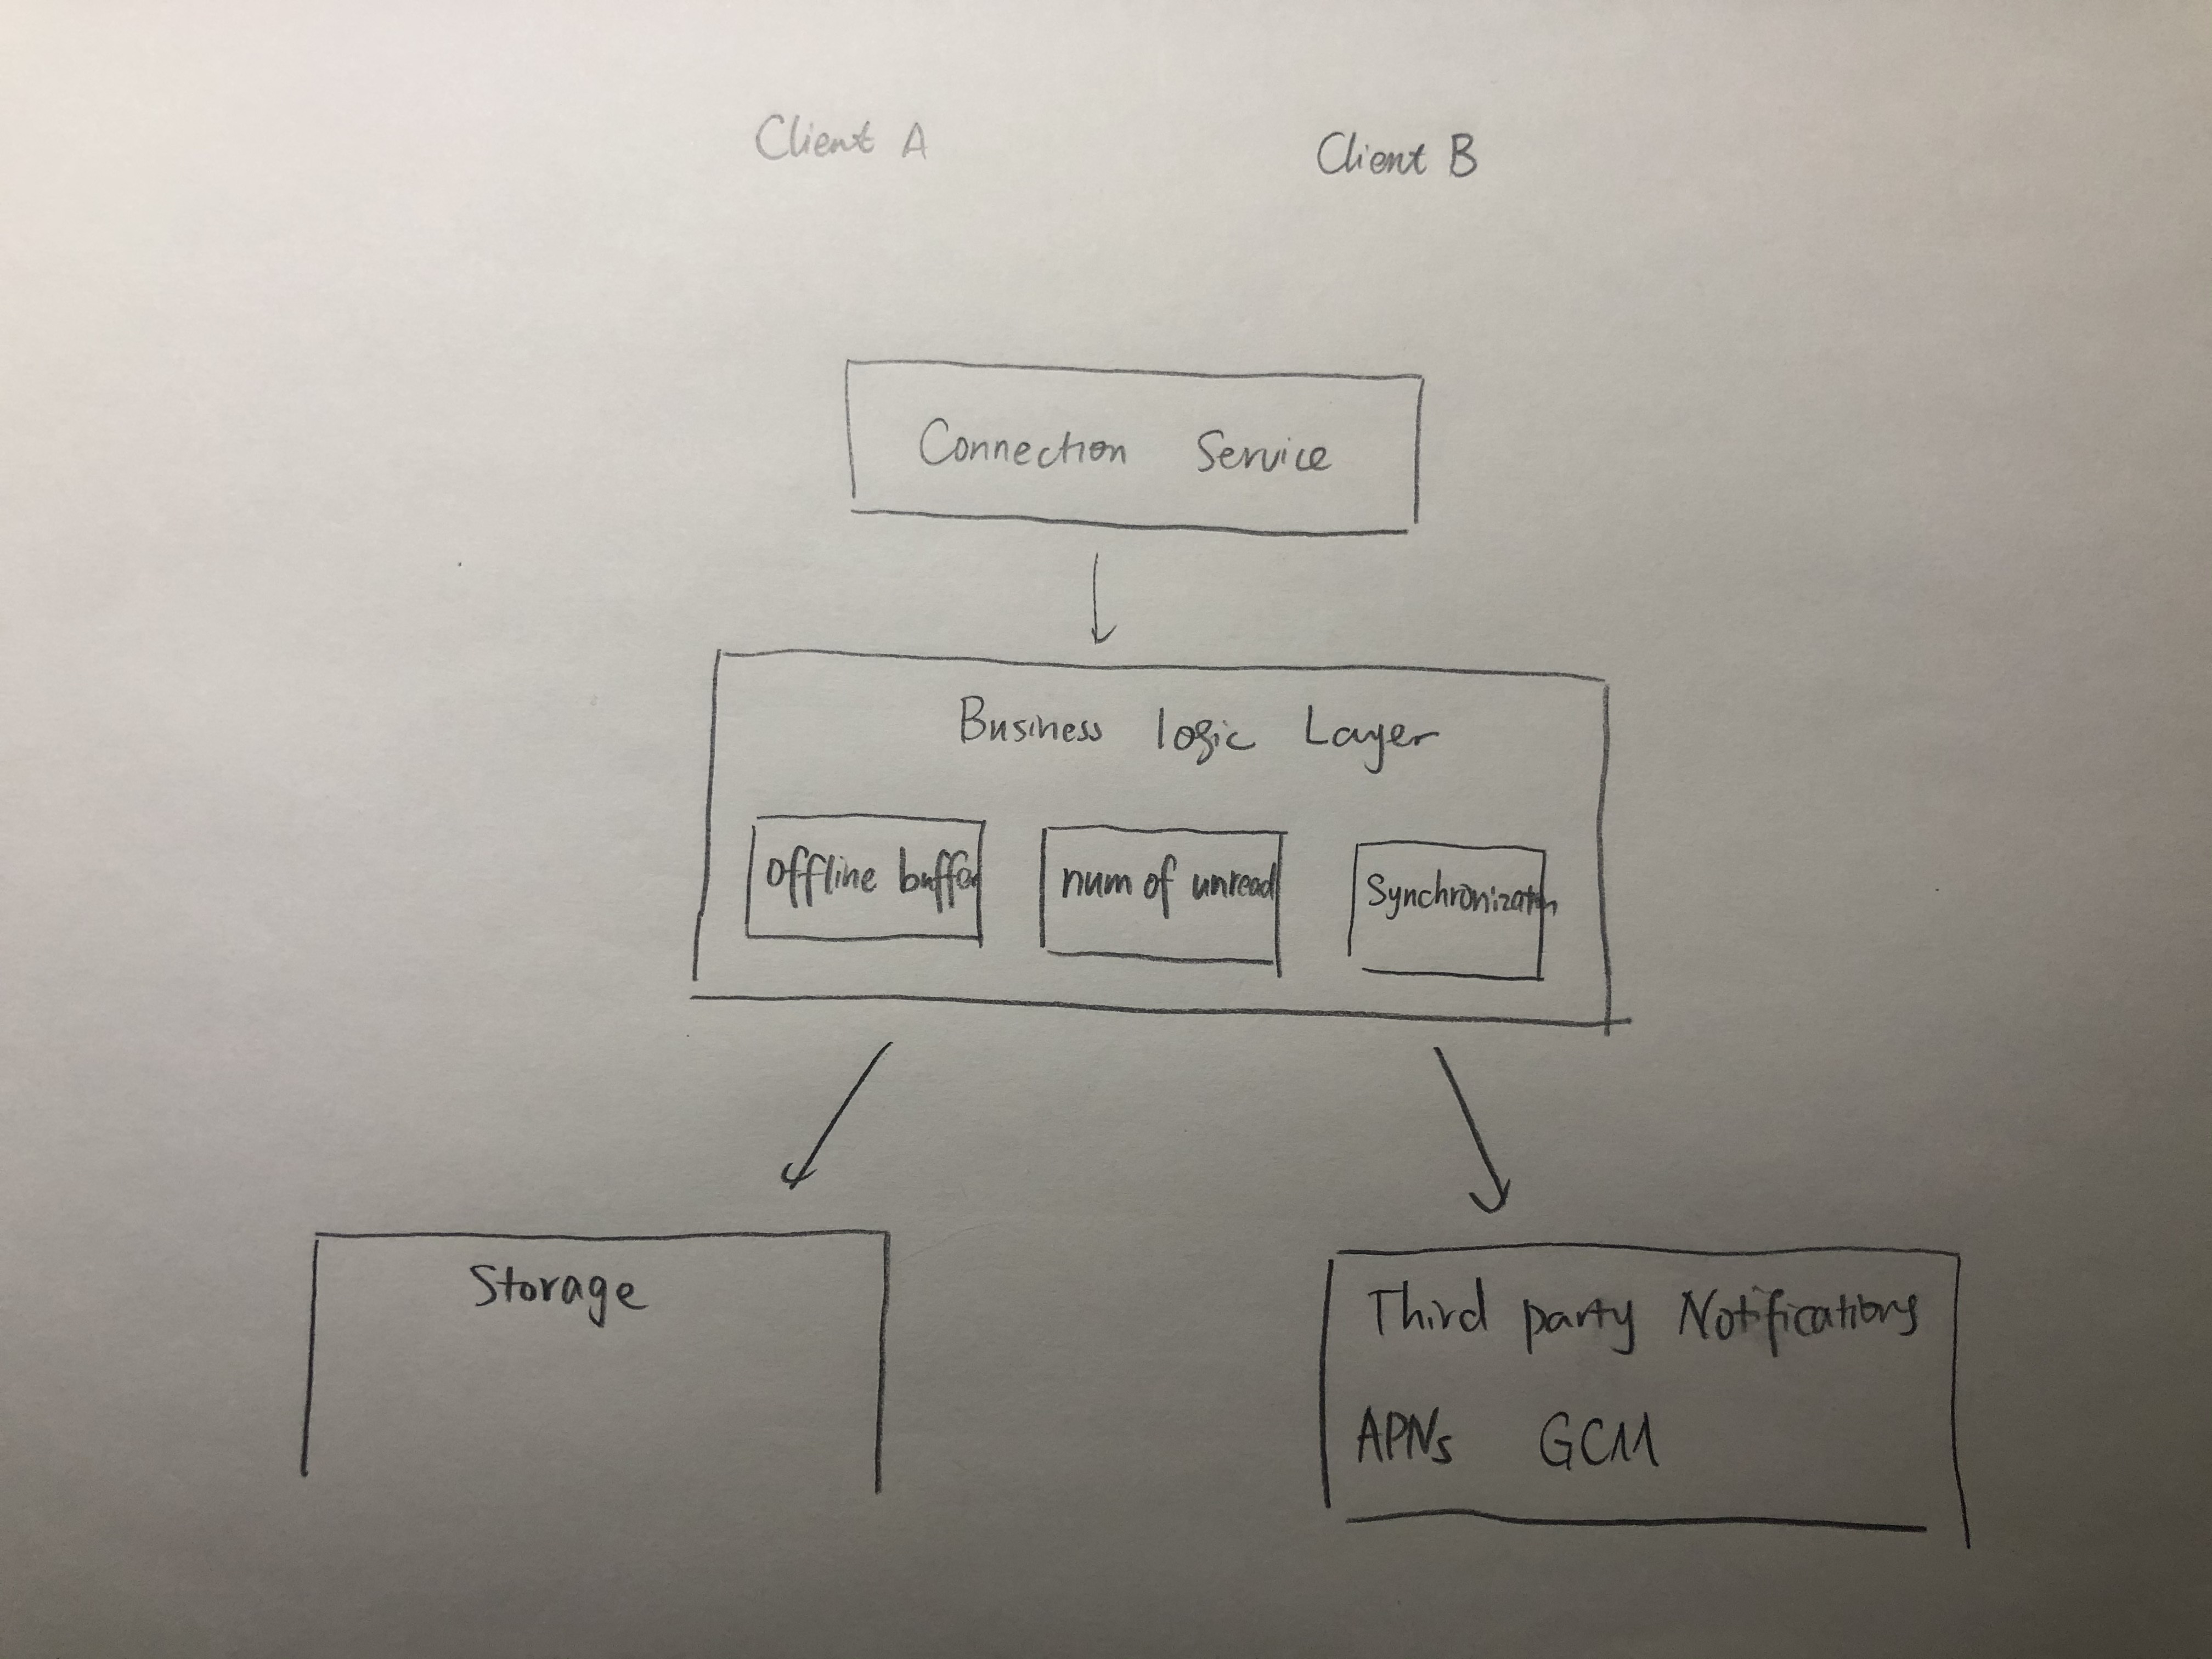 Client A
Client B
Connection Service
Business logic Layer
offline buffer
num of unread
Synchronization
Storage
Third party Notifications
APNs GCM